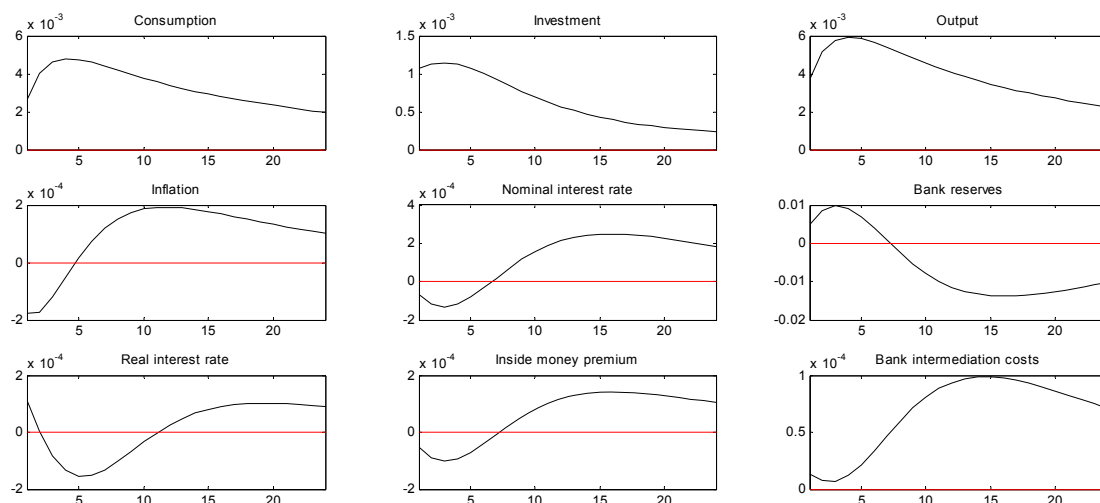 Consumption
x 10-3
6
4
2
0
5 10 15 20
Investment
x 10-3
1.5
1
0.5
0
5 10 15 20
Output
x 10-3
6
4
2
0
5 10 15 20
Inflation
x 10-4
2
0
-2
5 10 15 20
Nominal interest rate
x 10-4
4
2
0
-2
5 10 15 20
Bank reserves
0.01
0
-0.01
-0.02
5 10 15 20
Real interest rate
x 10-4
2
0
-2
5 10 15 20
Inside money premium
x 10-4
2
0
-2
5 10 15 20
Bank intermediation costs
x 10-4
1
0.5
0
5 10 15 20